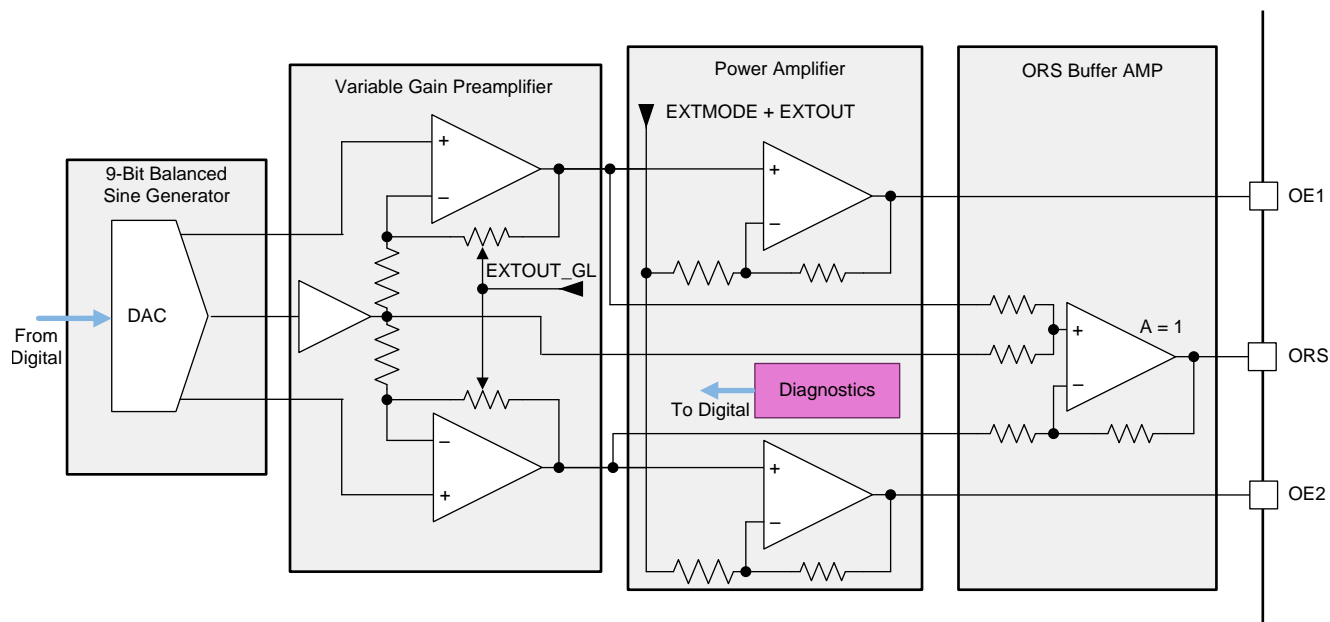 Power Amplifier
ORS Buffer AMP
Variable Gain Preamplifier
EXTMODE + EXTOUT
9-Bit Balanced
Sine Generator
+
+
−
−
OE1
EXTOUT_GL
DAC
From
Digital
+
A = 1
−
ORS
Diagnostics
To Digital
−
+
+
−
OE2